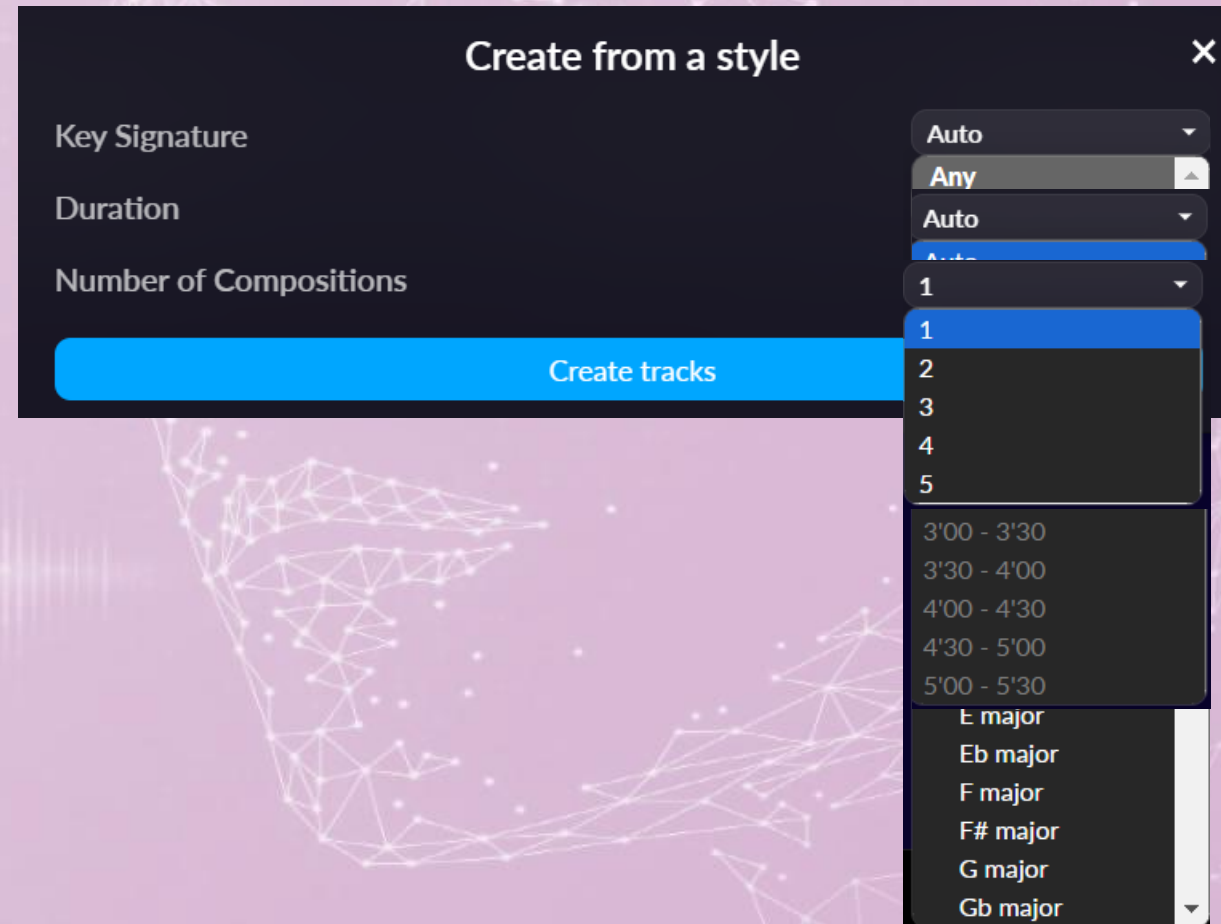 Create from a style
Key Signature
Auto
Any
Duration
Auto
Auto
Number of Compositions
1
1
2
3
4
5
Create tracks
3'00 - 3'30
3'30 - 4'00
4'00 - 4'30
4'30 - 5'00
5'00 - 5'30
E major
Eb major
F major
F# major
G major
Gb major